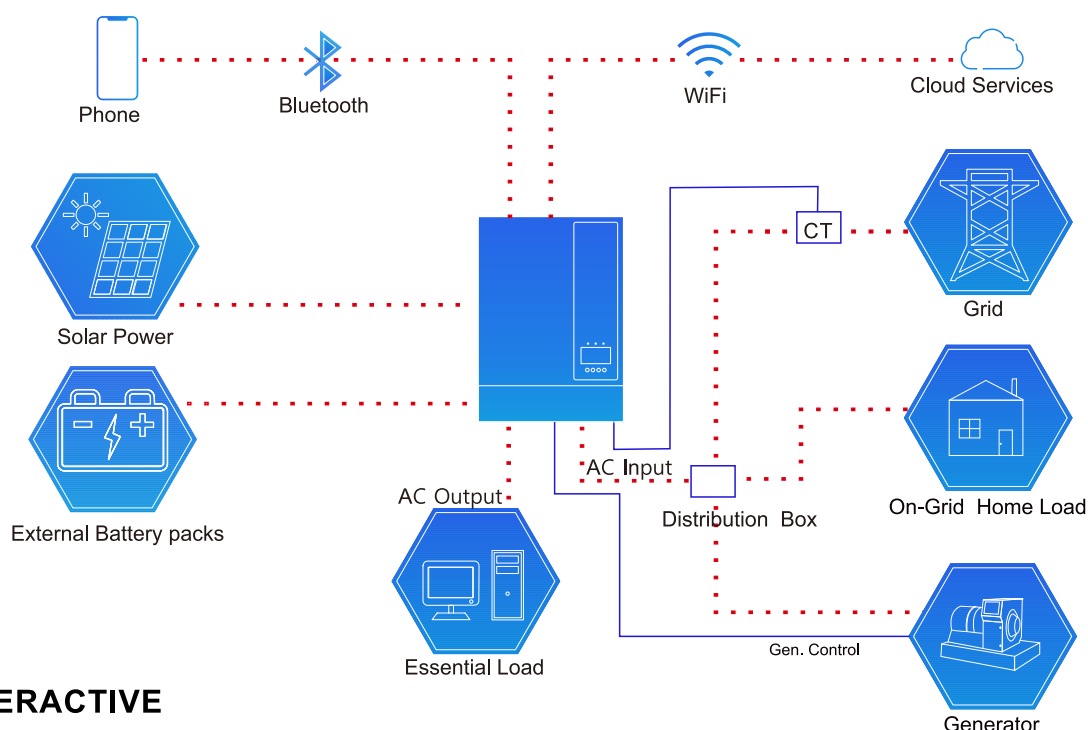 Phone
Bluetooth
WiFi
Cloud Services
CT
Solar Power
Grid
External Battery packs
AC Input
AC Output
Distribution Box
On-Grid Home Load
Essential Load
Gen. Control
ERACTIVE
Generator